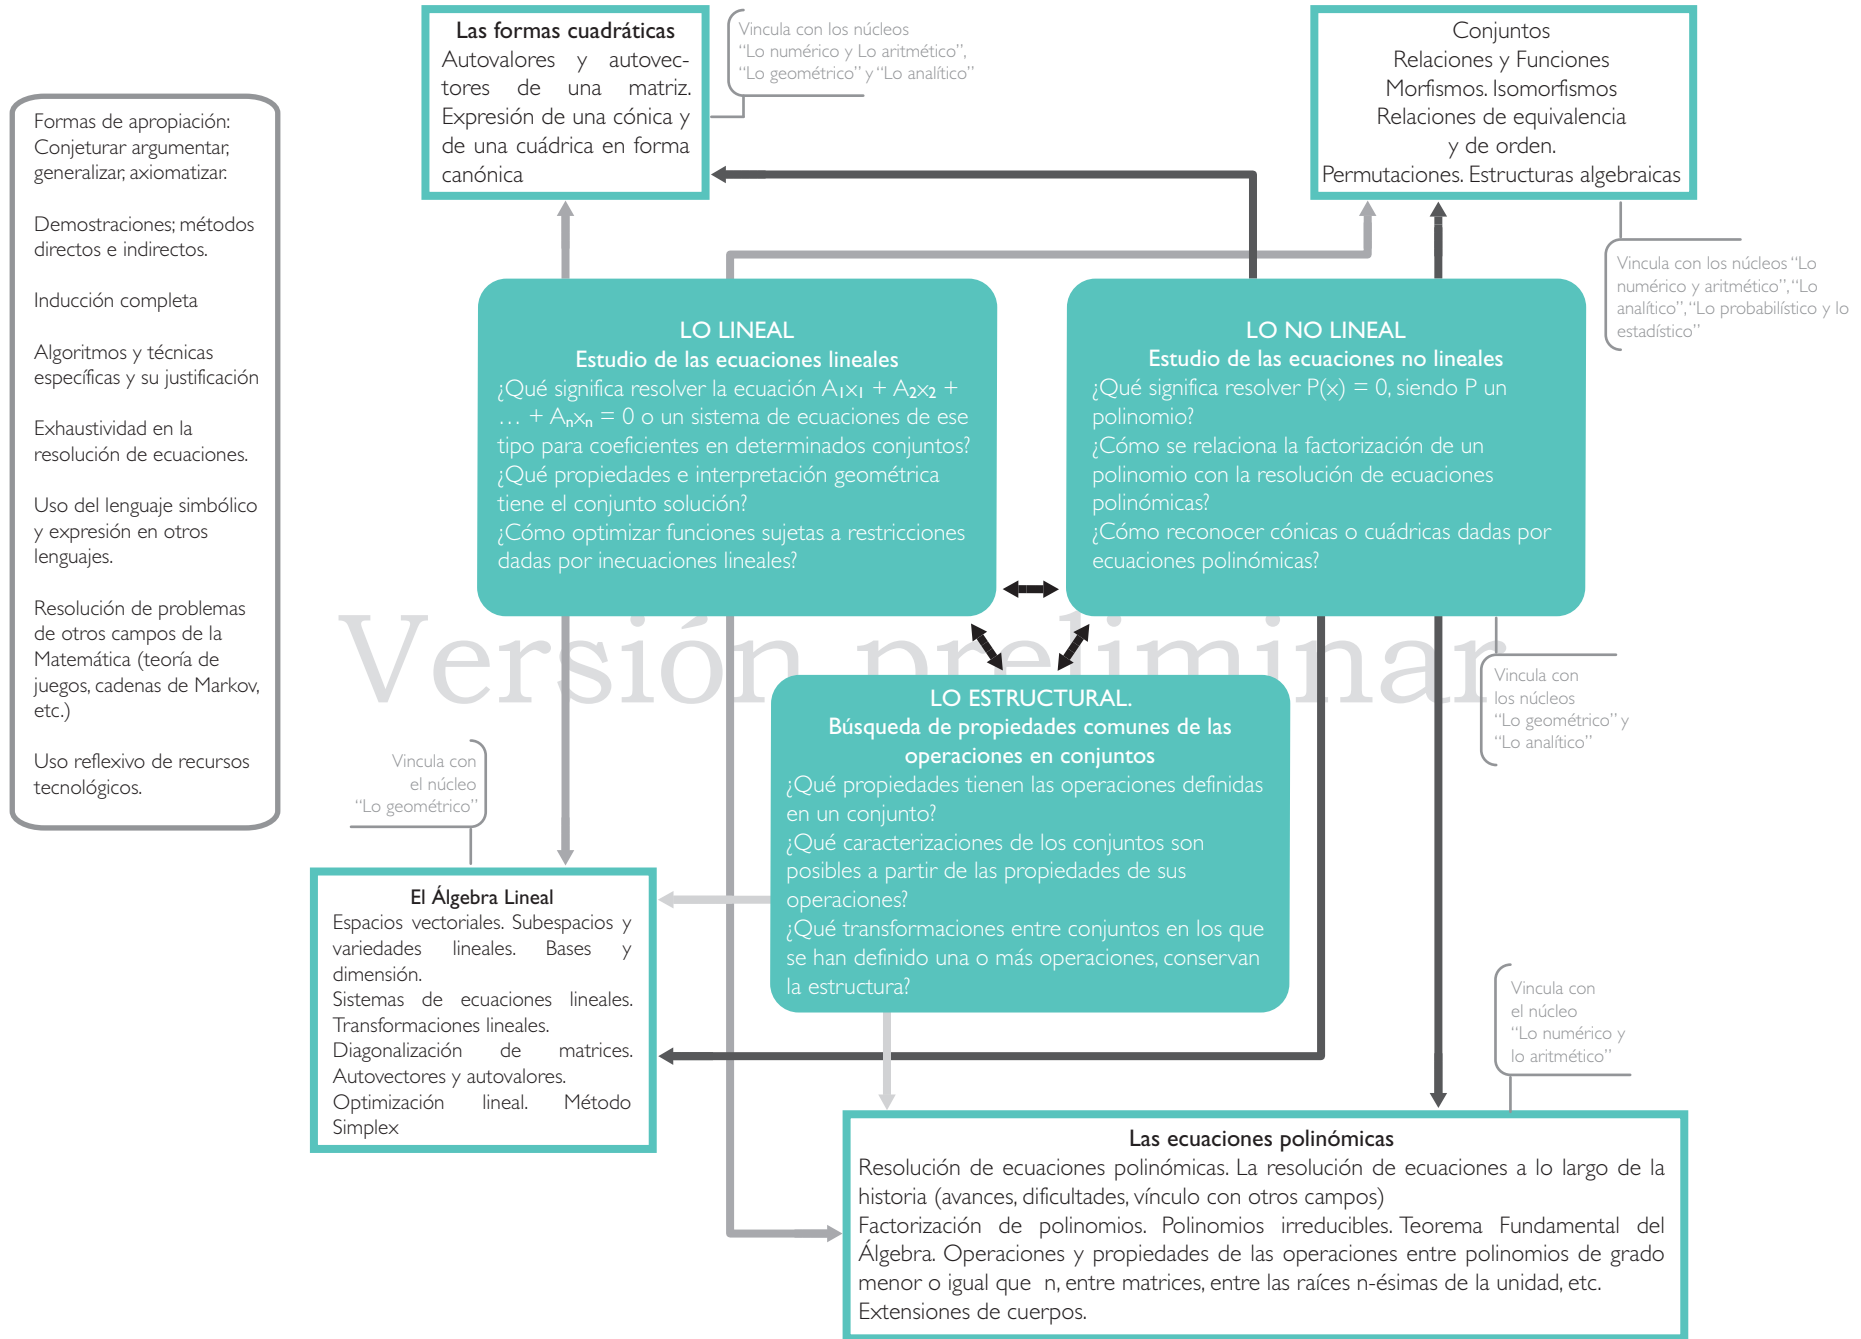 Las formas cuadráticas
Autovalores y autovec-
tores de una matriz.
Expresión de una cónica y
de una cuádrica en forma
canónica
Vincula con los núcleos
“Lo numérico y Lo aritmético”,
“Lo geométrico” y “Lo analítico”
Conjuntos
Relaciones y Funciones
Morfismos. Isomorfismos
Relaciones de equivalencia
y de orden.
Permutaciones. Estructuras algebraicas
Vincula con los núcleos “Lo
numérico y aritmético”, “Lo
analítico”, “Lo probabilístico y lo
estadístico”
Formas de apropiación:
Conjeturar argumentar,
generalizar, axiomatizar.
Demostraciones; métodos
directos e indirectos.
Inducción completa
Algoritmos y técnicas
específicas y su justificación
Exhaustividad en la
resolución de ecuaciones.
Uso del lenguaje simbólico
y expresión en otros
lenguajes.
Resolución de problemas
de otros campos de la
Matemática (teoría de
juegos, cadenas de Markov,
etc.)
Uso reflexivo de recursos
tecnológicos.
LO LINEAL
Estudio de las ecuaciones lineales
¿Qué significa resolver la ecuación A₁x₁ + A₂x₂ +
… + Aₙxₙ = 0 o un sistema de ecuaciones de ese
tipo para coeficientes en determinados conjuntos?
¿Qué propiedades e interpretación geométrica
tiene el conjunto solución?
¿Cómo optimizar funciones sujetas a restricciones
dadas por inecuaciones lineales?
LO NO LINEAL
Estudio de las ecuaciones no lineales
¿Qué significa resolver P(x) = 0, siendo P un
polinomio?
¿Cómo se relaciona la factorización de un
polinomio con la resolución de ecuaciones
polinómicas?
¿Cómo reconocer cónicas o cuádricas dadas por
ecuaciones polinómicas?
Versión preliminar
Vincula con
los núcleos
“Lo geométrico” y
“Lo analítico”
LO ESTRUCTURAL.
Búsqueda de propiedades comunes de las
operaciones en conjuntos
¿Qué propiedades tienen las operaciones definidas
en un conjunto?
¿Qué caracterizaciones de los conjuntos son
posibles a partir de las propiedades de sus
operaciones?
¿Qué transformaciones entre conjuntos en los que
se han definido una o más operaciones, conservan
la estructura?
Vincula con
el núcleo
“Lo geométrico”
El Álgebra Lineal
Espacios vectoriales. Subespacios y
variedades lineales. Bases y
dimensión.
Sistemas de ecuaciones lineales.
Transformaciones lineales.
Diagonalización de matrices.
Autovectores y autovalores.
Optimización lineal. Método
Simplex
Vincula con
el núcleo
“Lo numérico y
lo aritmético”
Las ecuaciones polinómicas
Resolución de ecuaciones polinómicas. La resolución de ecuaciones a lo largo de la
historia (avances, dificultades, vínculo con otros campos)
Factorización de polinomios. Polinomios irreducibles. Teorema Fundamental del
Álgebra. Operaciones y propiedades de las operaciones entre polinomios de grado
menor o igual que n, entre matrices, entre las raíces n-ésimas de la unidad, etc.
Extensiones de cuerpos.